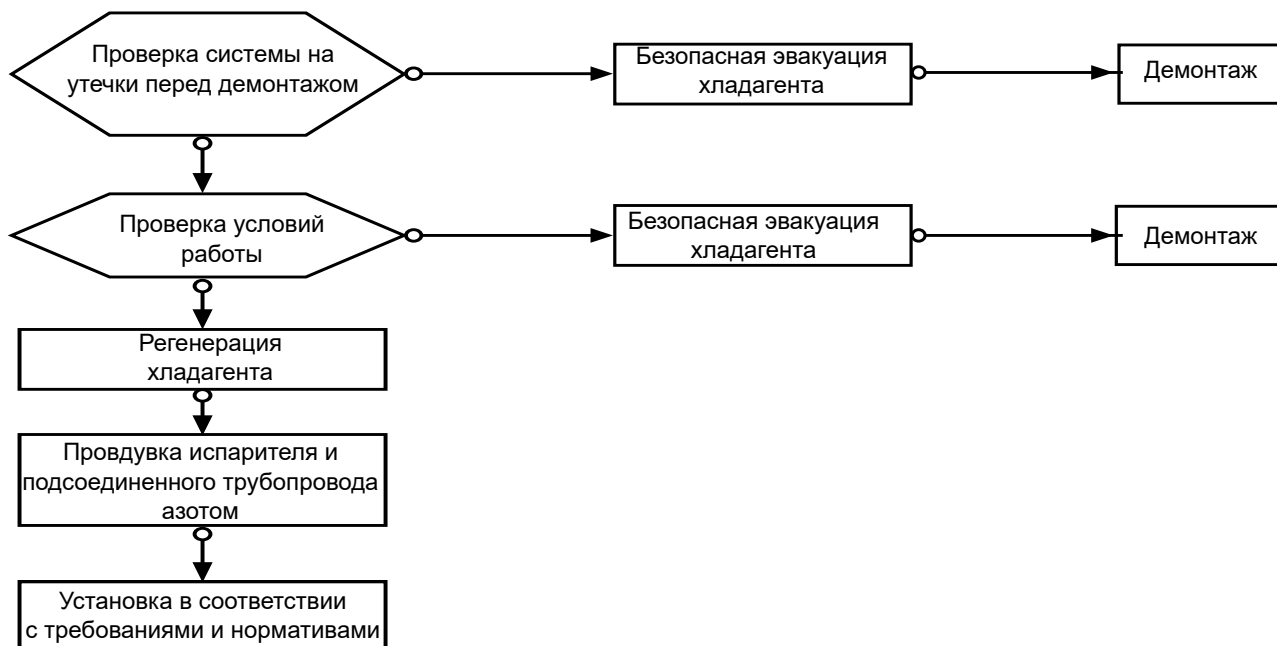 Проверка системы на
утечки перед демонтажом
Безопасная эвакуация
хладагента
Демонтаж
Проверка условий
работы
Безопасная эвакуация
хладагента
Демонтаж
Регенерация
хладагента
Провдувка испарителя и
подсоединенного трубопровода
азотом
Установка в соответствии
с требованиями и нормативами